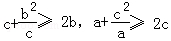 c+b²/c⩾ 2b, a+c²/a⩾ 2c